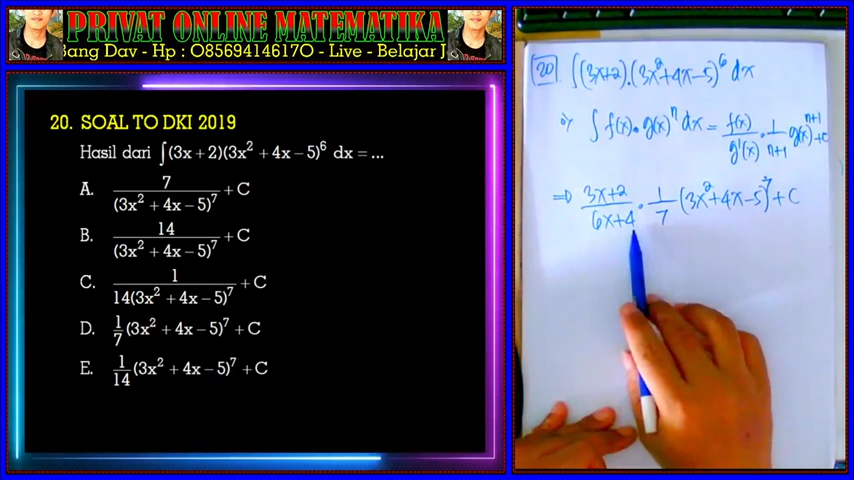 PRIVAT ONLINE MATEMATIKA
Bang Dav - Hp : 085694146170 - Live - Belajar J
20. SOAL TO DKI 2019
Hasil dari ∫(3x + 2)(3x² + 4x – 5)⁶ dx = ...
A. 7/(3x² + 4x – 5)⁷ + C
B. 14/(3x² + 4x – 5)⁷ + C
C. 1/14(3x² + 4x – 5)⁷ + C
D. 1/7 (3x² + 4x – 5)⁷ + C
E. 1/14 (3x² + 4x – 5)⁷ + C
20. ∫(3x+2).(3x²+4x-5)⁶ dx
∫ f(x).g(x)ⁿ dx = f(x)/g'(x) . 1/n+1 g(x)ⁿ⁺¹ + C
⇒ 3x+2/6x+4 . 1/7 (3x²+4x-5)⁷ + C